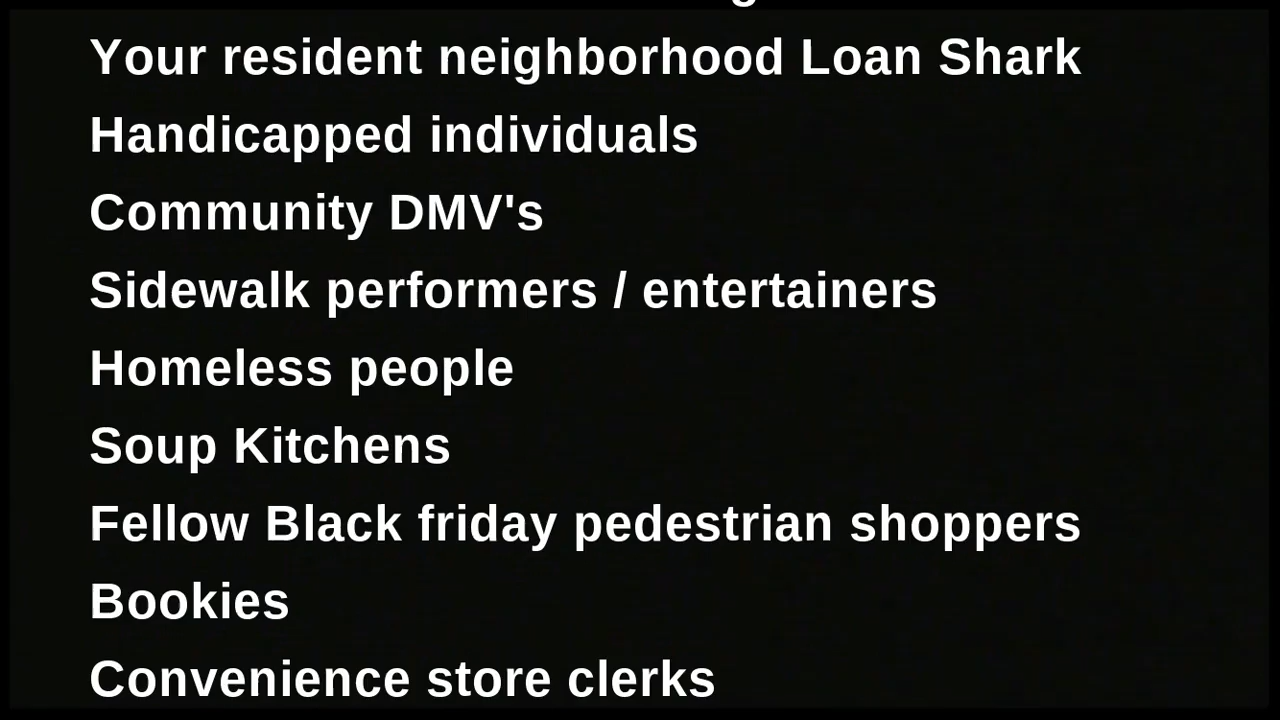 Your resident neighborhood Loan Shark
Handicapped individuals
Community DMV's
Sidewalk performers / entertainers
Homeless people
Soup Kitchens
Fellow Black friday pedestrian shoppers
Bookies
Convenience store clerks